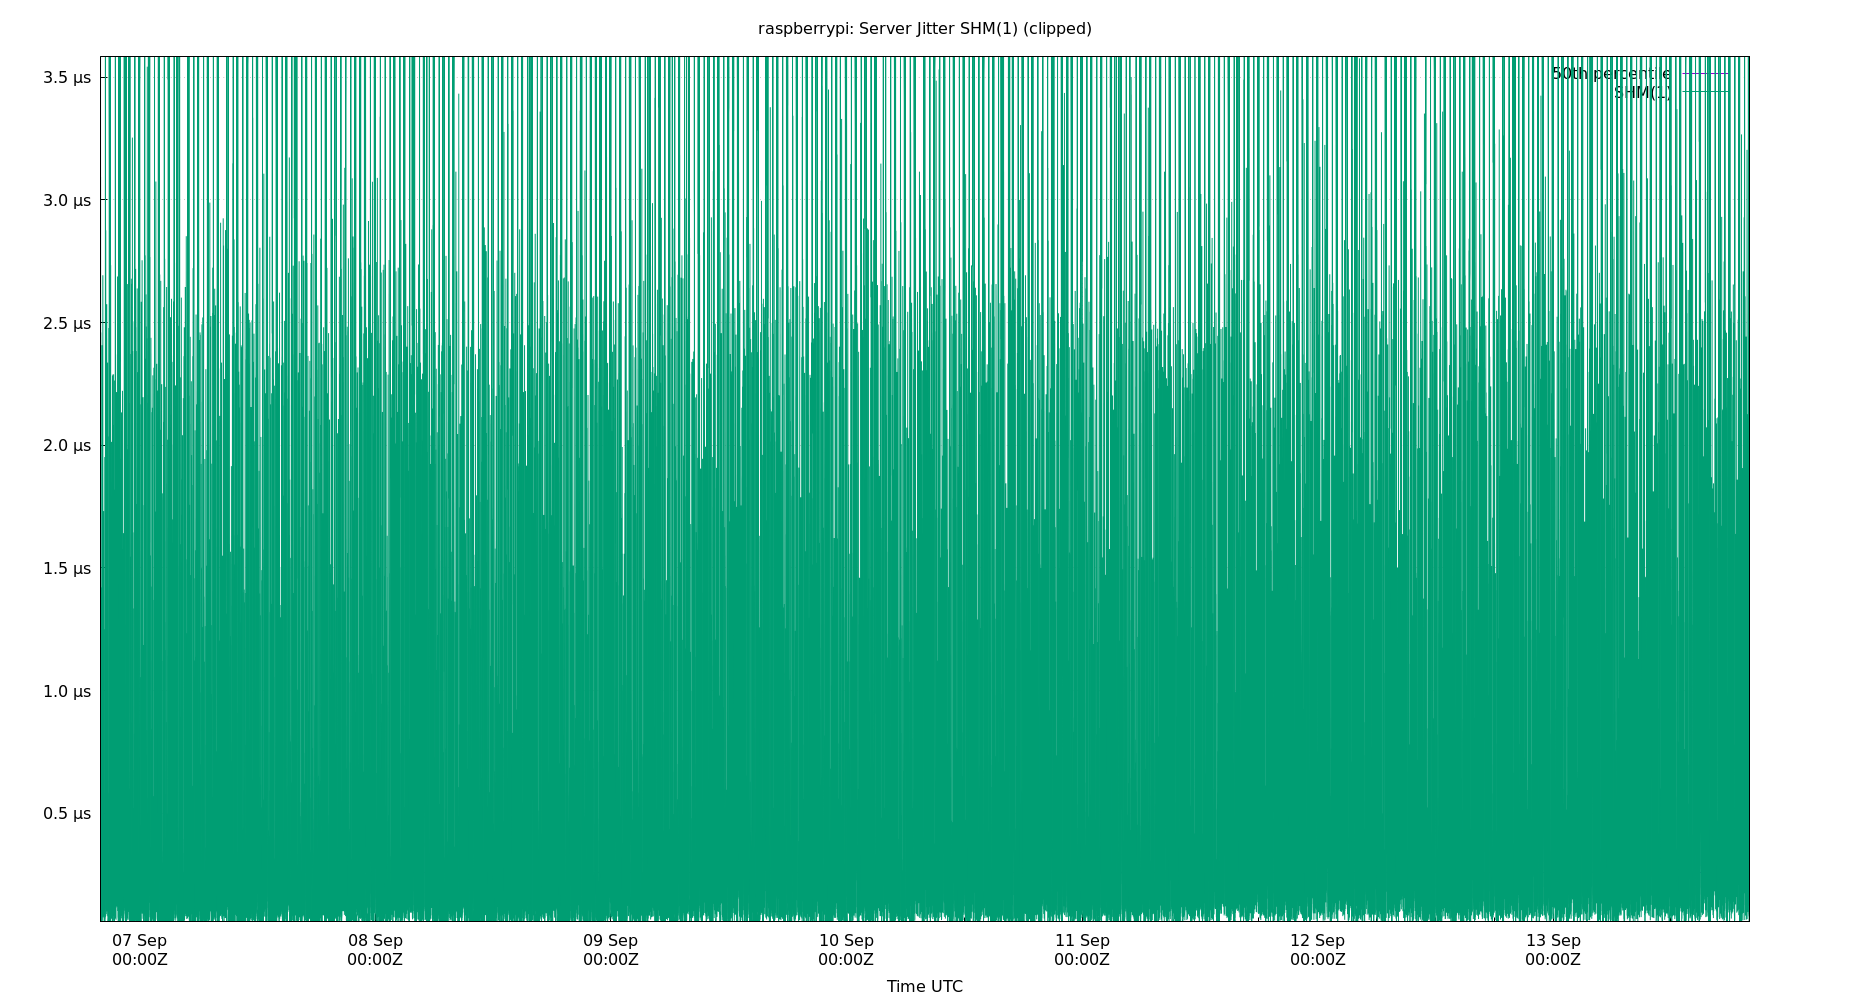 raspberrypi: Server Jitter SHM(1) (clipped)
50th percentile
SHM(1)
3.5 µs
3.0 µs
2.5 µs
2.0 µs
1.5 µs
1.0 µs
0.5 µs
07 Sep 08 Sep 09 Sep 10 Sep 11 Sep 12 Sep 13 Sep
00:00Z 00:00Z 00:00Z 00:00Z 00:00Z 00:00Z 00:00Z
Time UTC